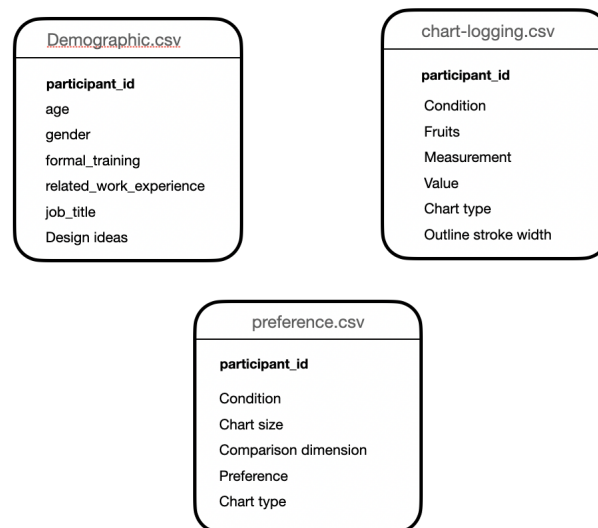 Demographic.csv
participant_id
age
gender
formal_training
related_work_experience
job_title
Design ideas
chart-logging.csv
participant_id
Condition
Fruits
Measurement
Value
Chart type
Outline stroke width
preference.csv
participant_id
Condition
Chart size
Comparison dimension
Preference
Chart type